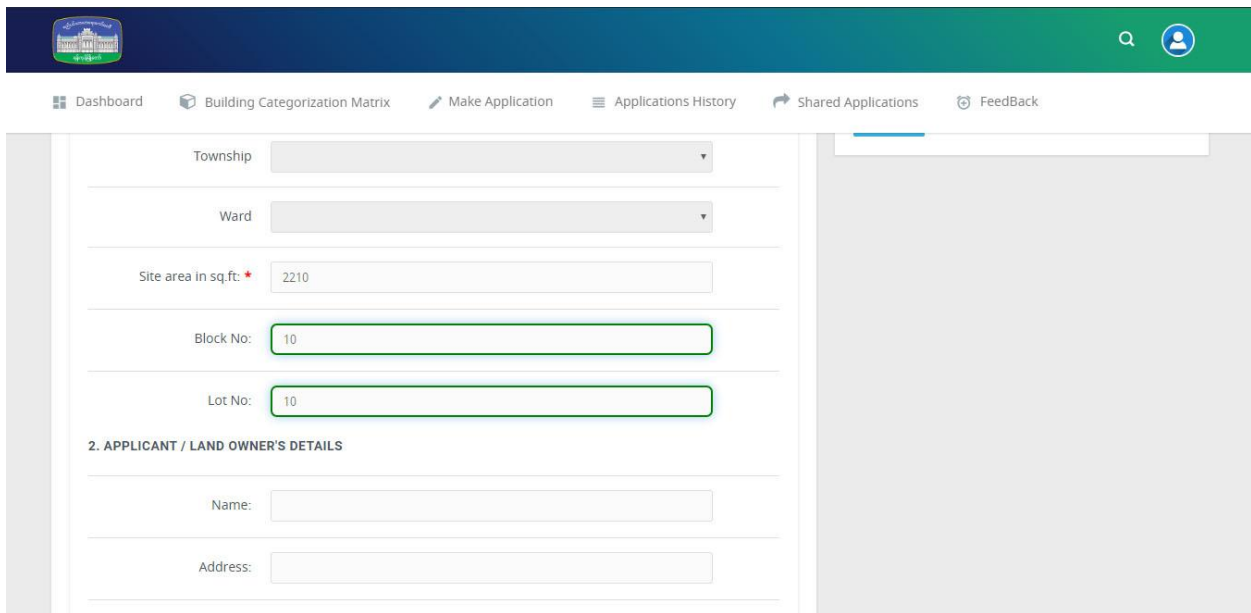 Dashboard
Building Categorization Matrix
Make Application
Applications History
Shared Applications
FeedBack
Township
Ward
Site area in sq.ft: *
2210
Block No:
10
Lot No:
10
2. APPLICANT / LAND OWNER'S DETAILS
Name:
Address: